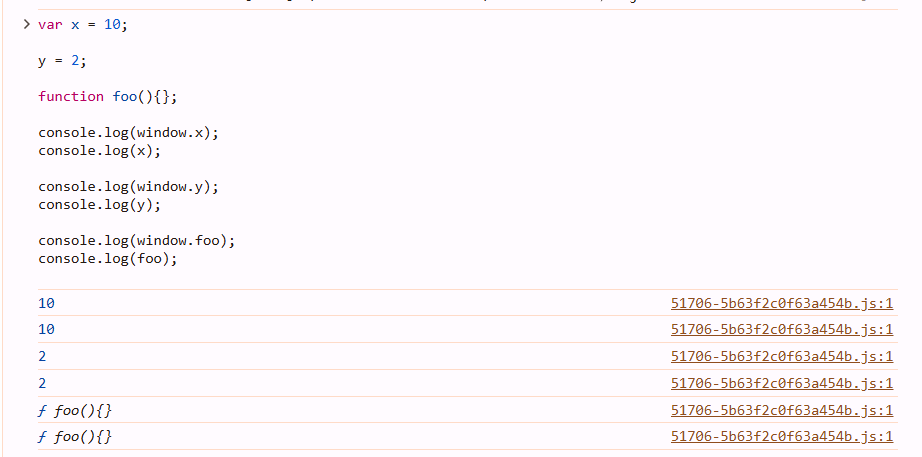 var x = 10;
y = 2;
function foo(){};
console.log(window.x);
console.log(x);
console.log(window.y);
console.log(y);
console.log(window.foo);
console.log(foo);
10 51706-5b63f2c0f63a454b.js:1
10 51706-5b63f2c0f63a454b.js:1
2 51706-5b63f2c0f63a454b.js:1
2 51706-5b63f2c0f63a454b.js:1
ƒ foo(){} 51706-5b63f2c0f63a454b.js:1
ƒ foo(){} 51706-5b63f2c0f63a454b.js:1